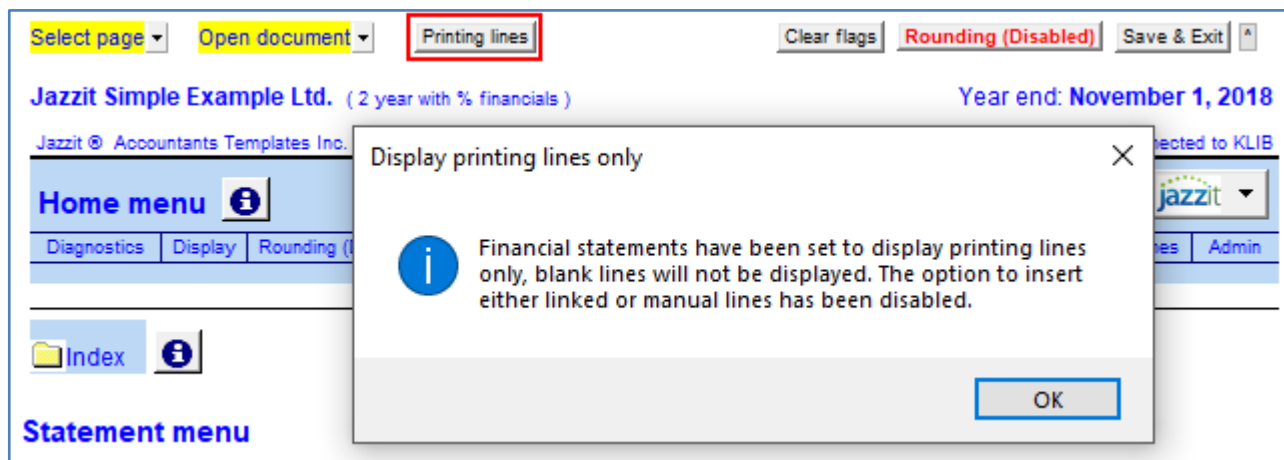 Select page Open document Printing lines Clear flags Rounding (Disabled) Save & Exit ^
Jazzit Simple Example Ltd. ( 2 year with % financials ) Year end: November 1, 2018
Jazzit ® Accountants Templates Inc. to KLIB
Display printing lines only
Home menu jazzit
Diagnostics Display Rounding Admin
Financial statements have been set to display printing lines
only, blank lines will not be displayed. The option to insert
either linked or manual lines has been disabled.
Index
OK
Statement menu